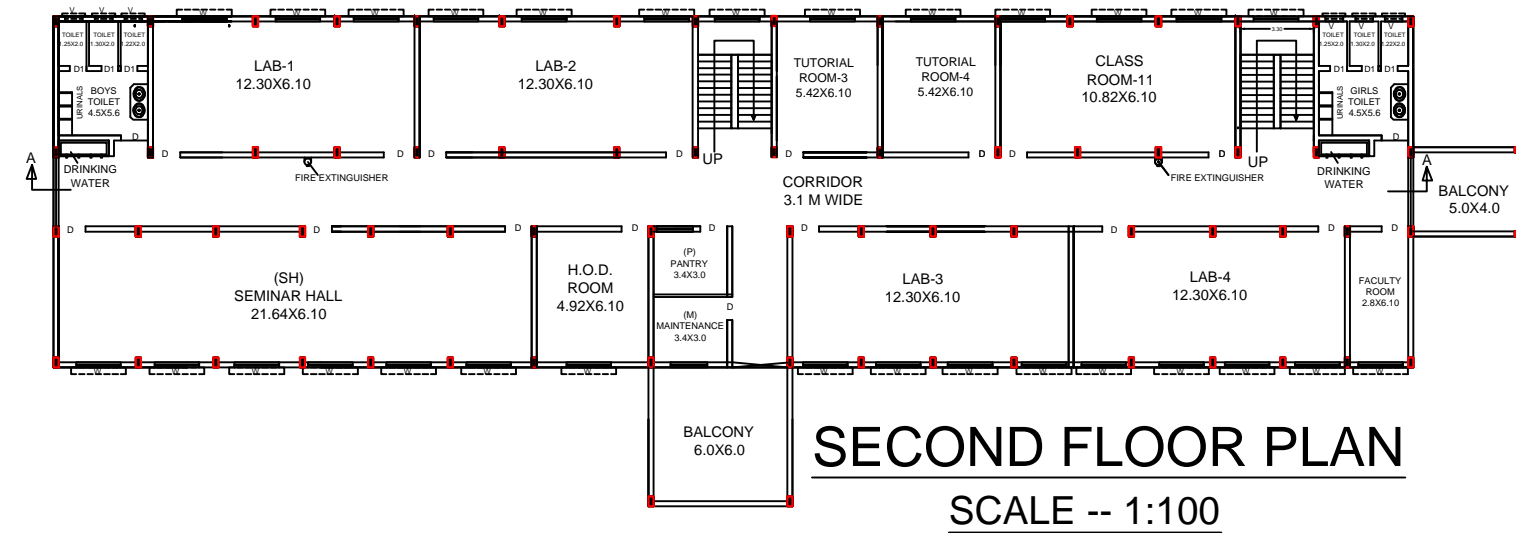 V V V W W W W W W W W W W V V V
TOILET
1.25X2.0
TOILET
1.30X2.0
TOILET
1.22X2.0
D1 D1 D1
URINALS
BOYS
TOILET
4.5X5.6
D
DRINKING
WATER
LAB-1
12.30X6.10
LAB-2
12.30X6.10
UP
TUTORIAL
ROOM-3
5.42X6.10
TUTORIAL
ROOM-4
5.42X6.10
CLASS
ROOM-11
10.82X6.10
3.30
UP
TOILET
1.25X2.0
TOILET
1.30X2.0
TOILET
1.22X2.0
D1 D1
URINALS
GIRLS
TOILET
4.5X5.6
D
DRINKING
WATER
D D D D D D D
FIRE EXTINGUISHER
FIRE EXTINGUISHER
A
A
CORRIDOR
3.1 M WIDE
BALCONY
5.0X4.0
D D D D D D D D D
(SH)
SEMINAR HALL
21.64X6.10
H.O.D.
ROOM
4.92X6.10
(P)
PANTRY
3.4X3.0
D
(M)
MAINTENANCE
3.4X3.0
LAB-3
12.30X6.10
LAB-4
12.30X6.10
FACULTY
ROOM
2.8X6.10
W W W W W W W W W W W W W W W
BALCONY
6.0X6.0
SECOND FLOOR PLAN
SCALE -- 1:100